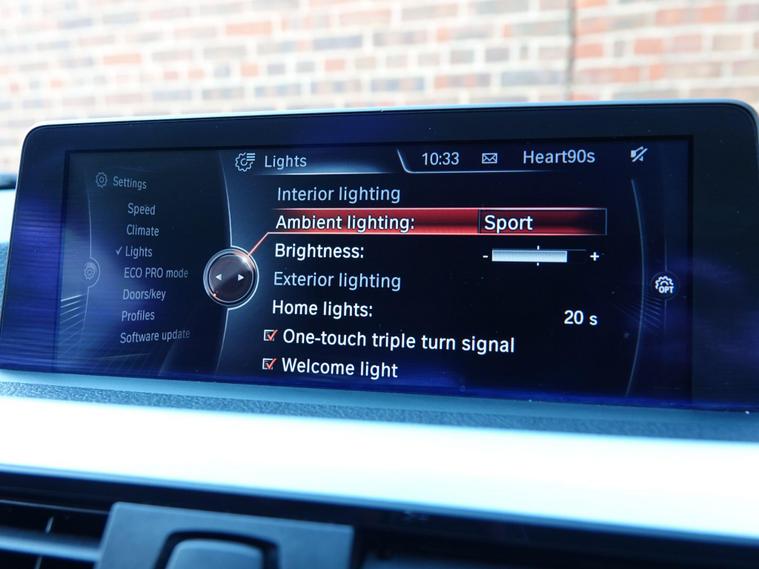 Lights 10:33 Heart90s
Settings
Speed
Climate
Lights
ECO PRO mode
Doors/key
Profiles
Software update
Interior lighting
Ambient lighting: Sport
Brightness: - +
Exterior lighting
Home lights: 20 s
One-touch triple turn signal
Welcome light
OPT